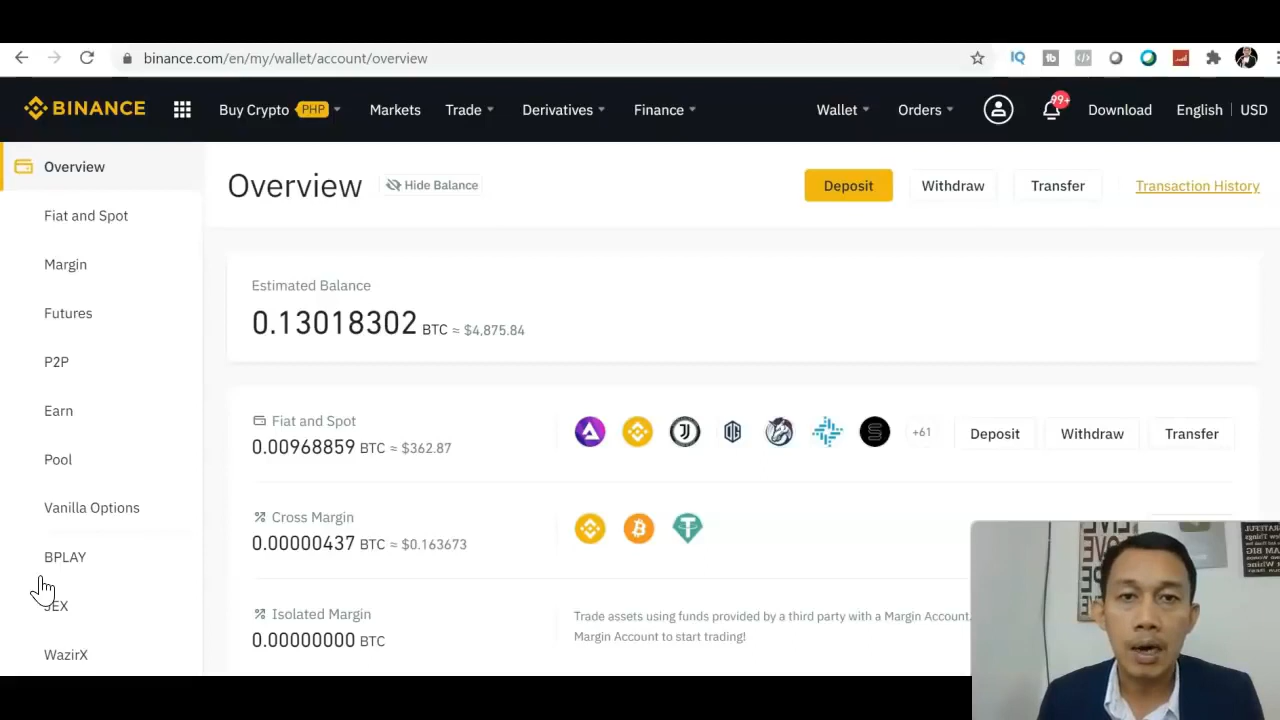 binance.com/en/my/wallet/account/overview
BINANCE Buy Crypto PHP Markets Trade Derivatives Finance Wallet Orders 99+ Download English USD
Overview
Fiat and Spot
Margin
Futures
P2P
Earn
Pool
Vanilla Options
BPLAY
JEX
WazirX
Overview Hide Balance Deposit Withdraw Transfer Transaction History
Estimated Balance
0.13018302 BTC ≈ $4,875.84
Fiat and Spot
0.00968859 BTC ≈ $362.87
+61 Deposit Withdraw Transfer
Cross Margin
0.00000437 BTC ≈ $0.163673
Isolated Margin
0.00000000 BTC
Trade assets using funds provided by a third party with a Margin Account.
Margin Account to start trading!
LIVE